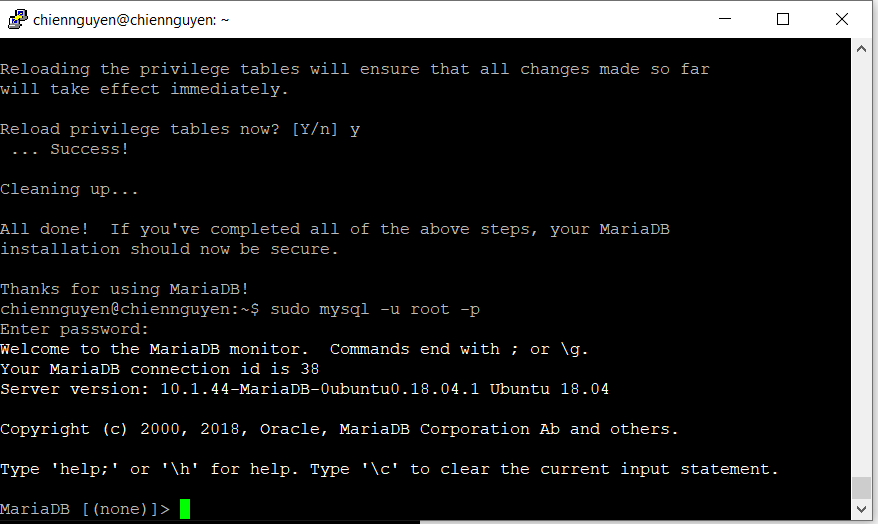 chiennguyen@chiennguyen: ~
Reloading the privilege tables will ensure that all changes made so far
will take effect immediately.
Reload privilege tables now? [Y/n] y
 ... Success!
Cleaning up...
All done!  If you've completed all of the above steps, your MariaDB
installation should now be secure.
Thanks for using MariaDB!
chiennguyen@chiennguyen:~$ sudo mysql -u root -p
Enter password:
Welcome to the MariaDB monitor.  Commands end with ; or \g.
Your MariaDB connection id is 38
Server version: 10.1.44-MariaDB-0ubuntu0.18.04.1 Ubuntu 18.04
Copyright (c) 2000, 2018, Oracle, MariaDB Corporation Ab and others.
Type 'help;' or '\h' for help. Type '\c' to clear the current input statement.
MariaDB [(none)]>